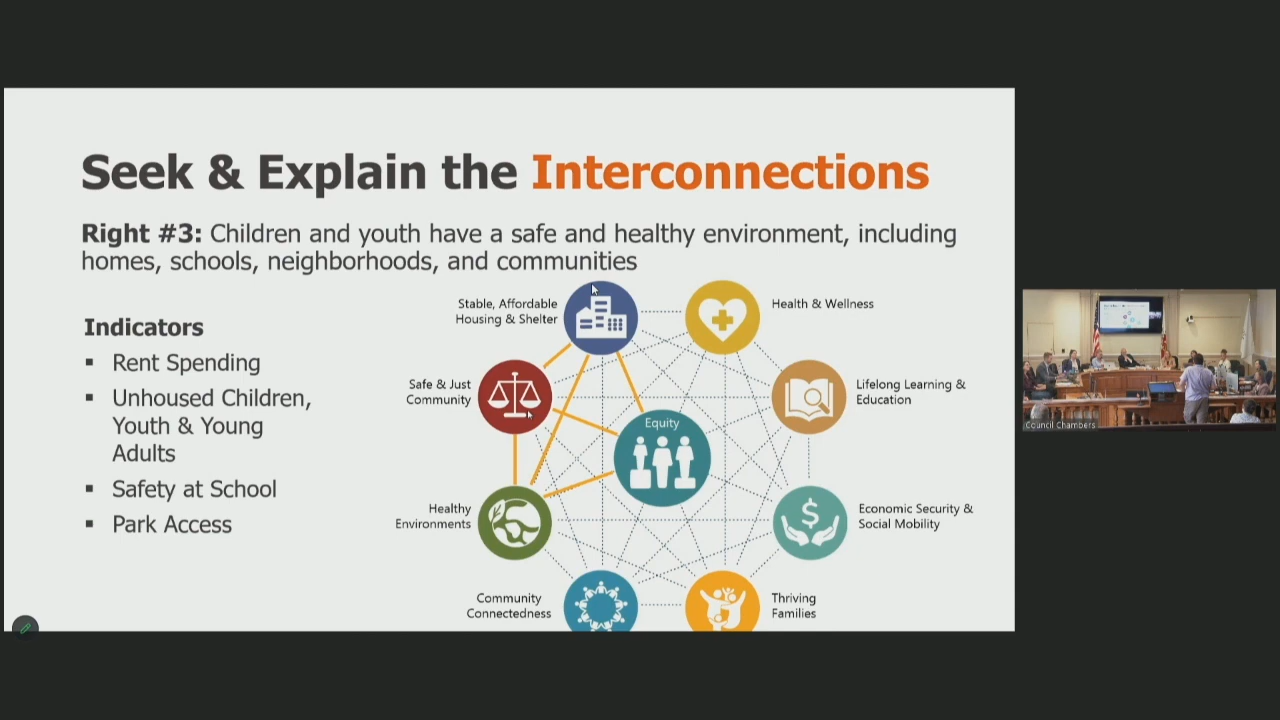 Seek & Explain the Interconnections
Right #3: Children and youth have a safe and healthy environment, including
homes, schools, neighborhoods, and communities
Indicators
▪ Rent Spending
▪ Unhoused Children,
Youth & Young
Adults
▪ Safety at School
▪ Park Access
Stable, Affordable
Housing & Shelter
Health & Wellness
Safe & Just
Community
Lifelong Learning &
Education
Equity
Healthy
Environments
Economic Security &
Social Mobility
Community
Connectedness
Thriving
Families
Council Chambers